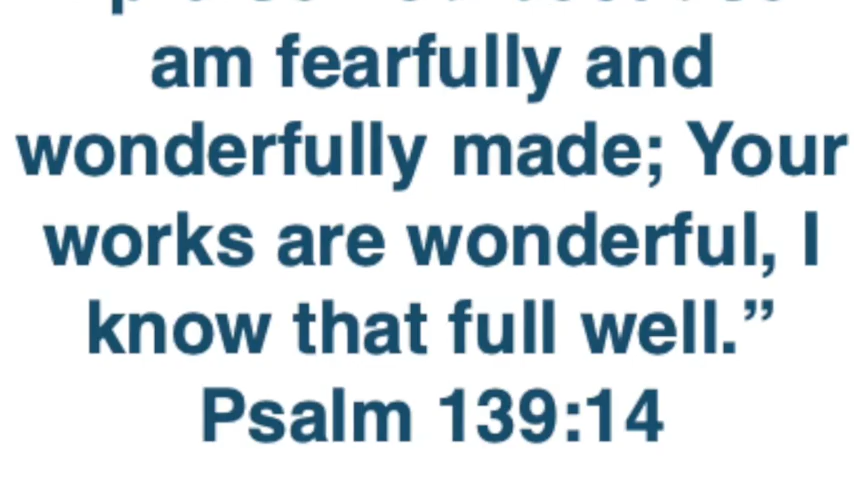 am fearfully and
wonderfully made; Your
works are wonderful, I
know that full well.”
Psalm 139:14